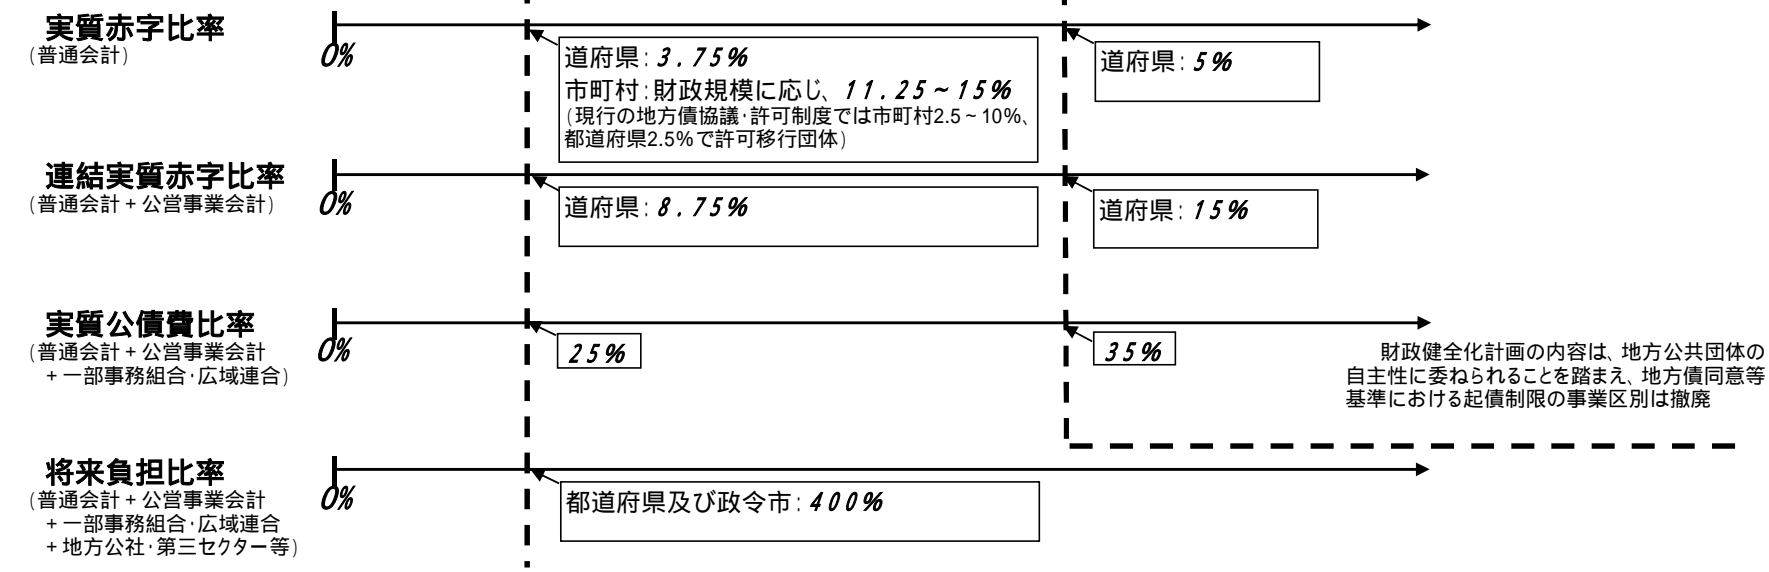 実質赤字比率
(普通会計)
0%
道府県：3.75%
市町村：財政規模に応じ、11.25～15%
(現行の地方債協議・許可制度では市町村2.5～10%、
都道府県2.5%で許可移行団体)
道府県：5%
連結実質赤字比率
(普通会計＋公営事業会計)
0%
道府県：8.75%
道府県：15%
実質公債費比率
(普通会計＋公営事業会計
＋一部事務組合・広域連合)
0%
25%
35%
財政健全化計画の内容は、地方公共団体の
自主性に委ねられることを踏まえ、地方債同意等
基準における起債制限の事業区別は撤廃
将来負担比率
(普通会計＋公営事業会計
＋一部事務組合・広域連合
＋地方公社・第三セクター等)
0%
都道府県及び政令市：400%